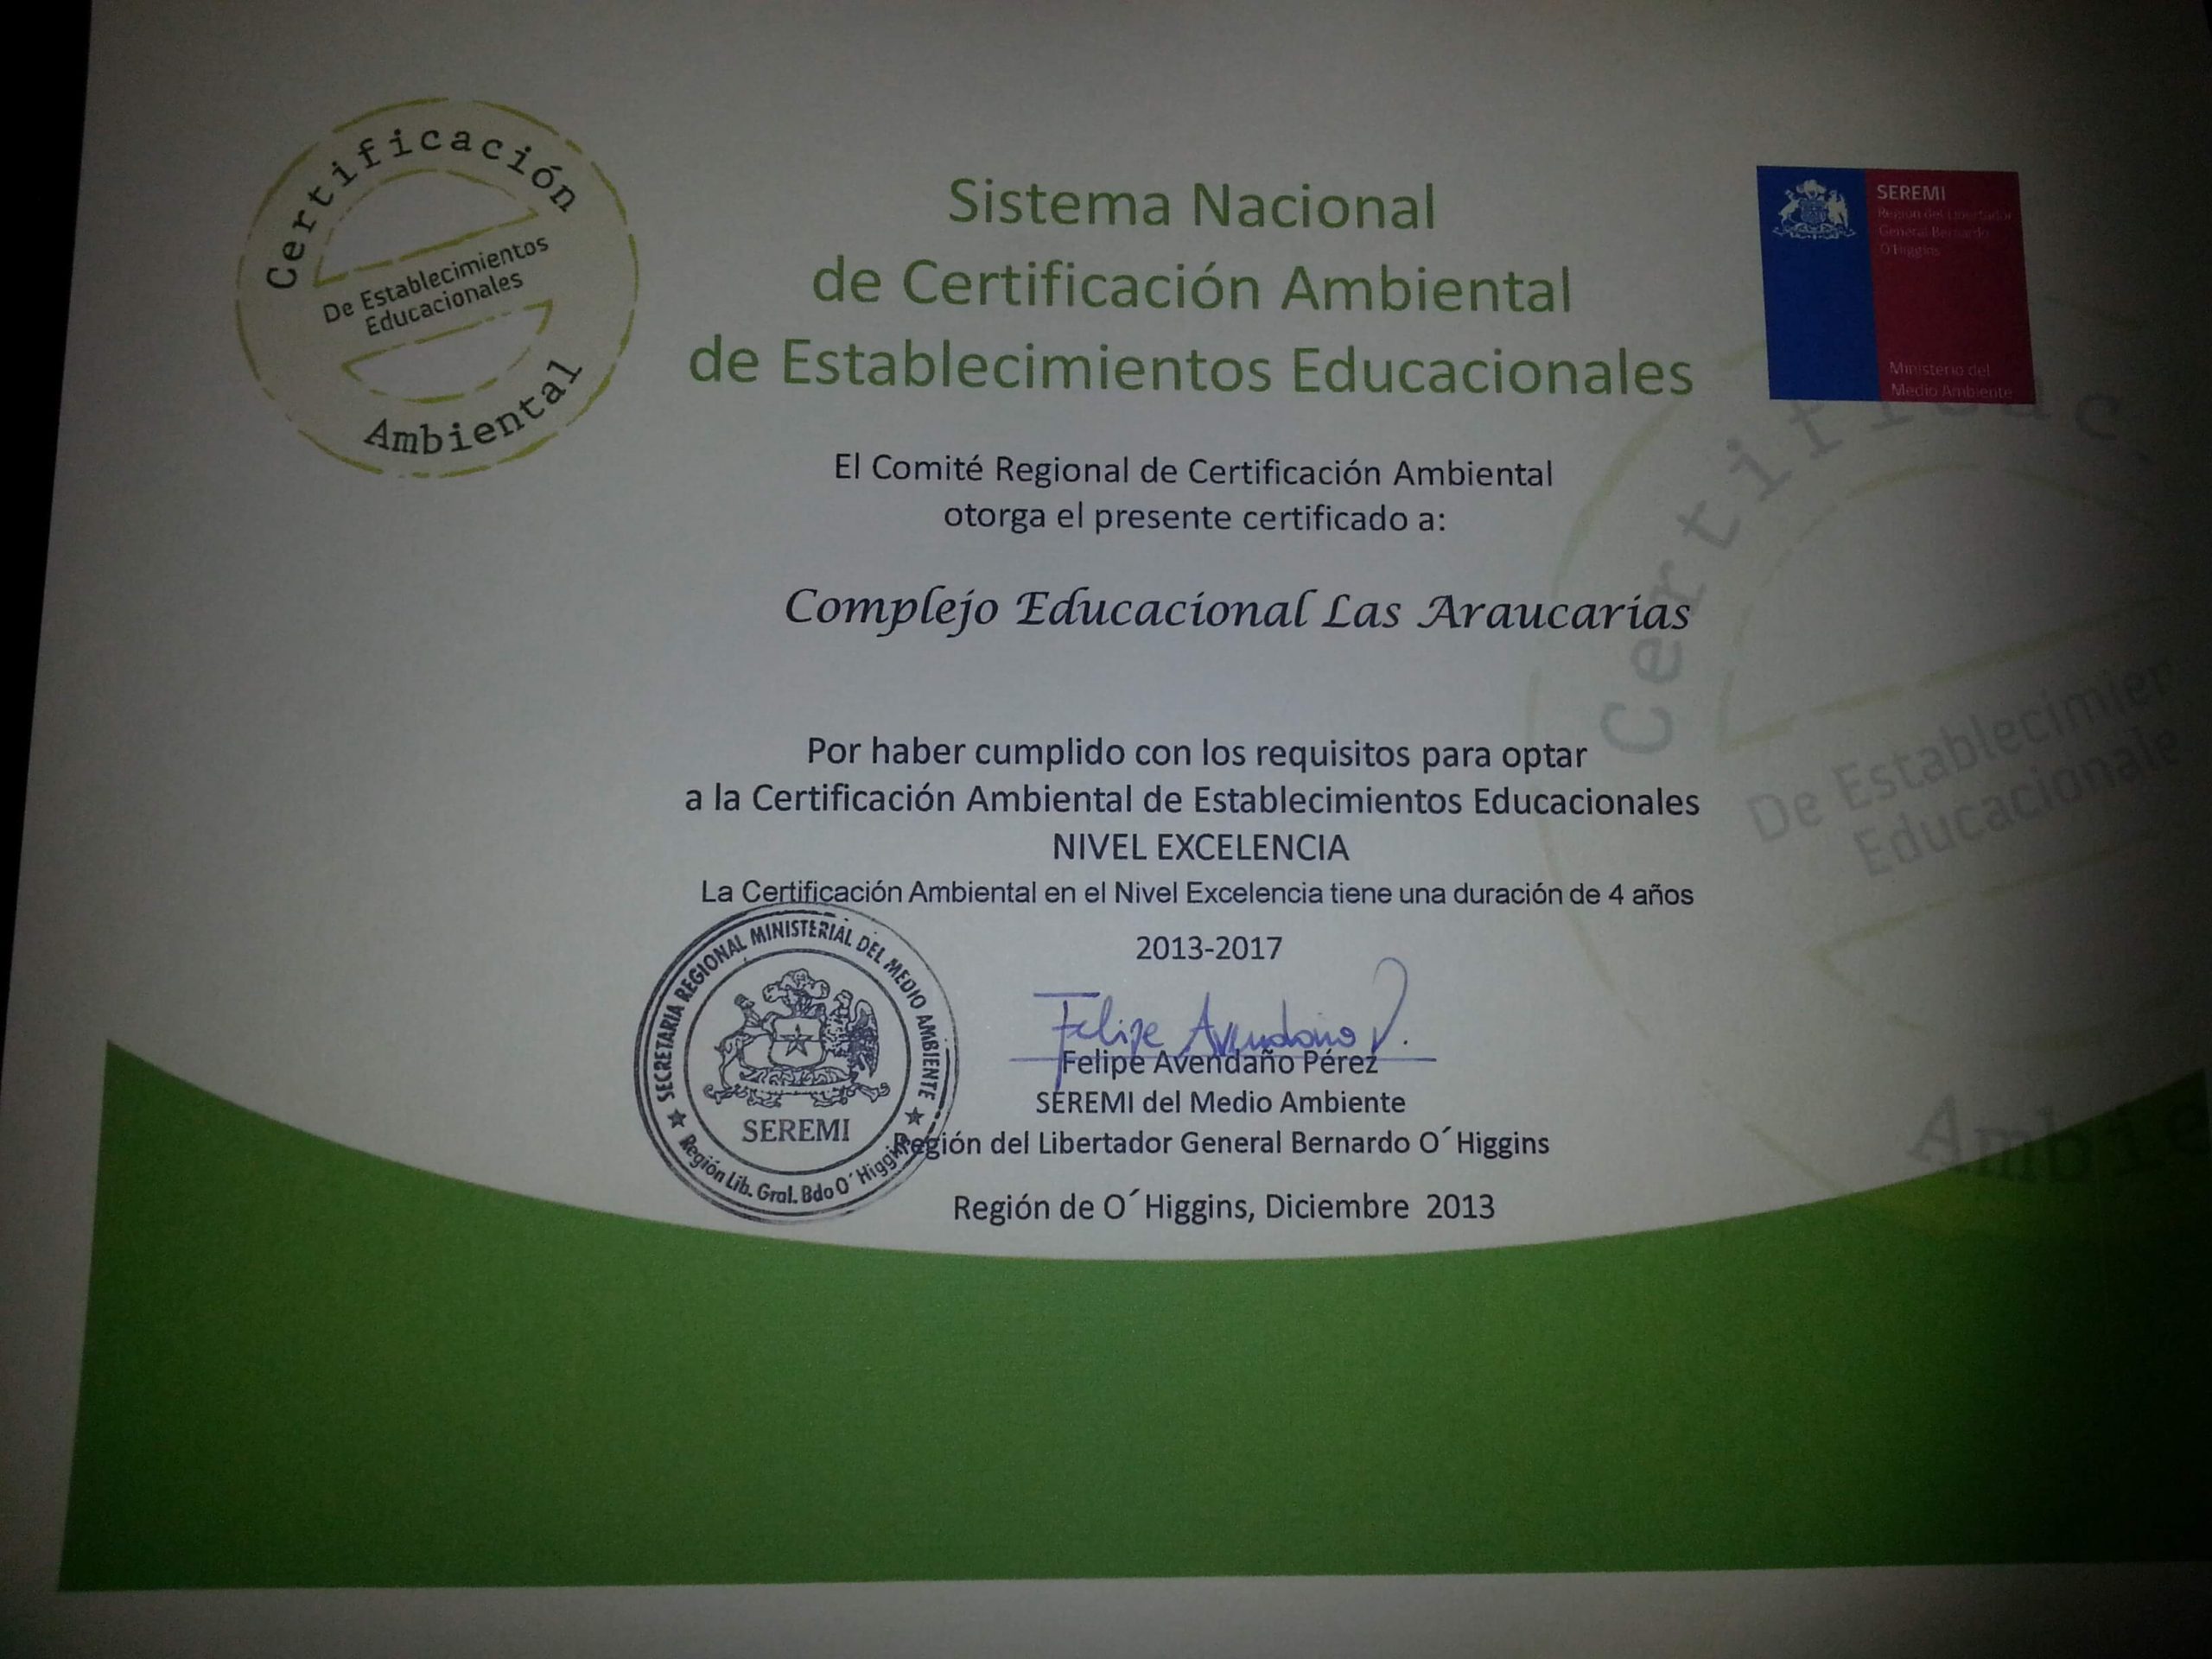 Certificación
De Establecimientos
Educacionales
Ambiental
Sistema Nacional
de Certificación Ambiental
de Establecimientos Educacionales
SEREMI
Región del Libertador
General Bernardo
O'Higgins
Ministerio del
Medio Ambiente
El Comité Regional de Certificación Ambiental
otorga el presente certificado a:
Complejo Educacional Las Araucarias
Por haber cumplido con los requisitos para optar
a la Certificación Ambiental de Establecimientos Educacionales
NIVEL EXCELENCIA
La Certificación Ambiental en el Nivel Excelencia tiene una duración de 4 años
2013-2017
Certificac
De Establecimien
Educacionale
Ambie
SECRETARIA REGIONAL MINISTERIAL DEL MEDIO AMBIENTE
SEREMI
Región Lib. Gral. Bdo O´Higgins
Felipe Avendaño P.
Felipe Avendaño Pérez
SEREMI del Medio Ambiente
Región del Libertador General Bernardo O´Higgins
Región de O´Higgins, Diciembre 2013